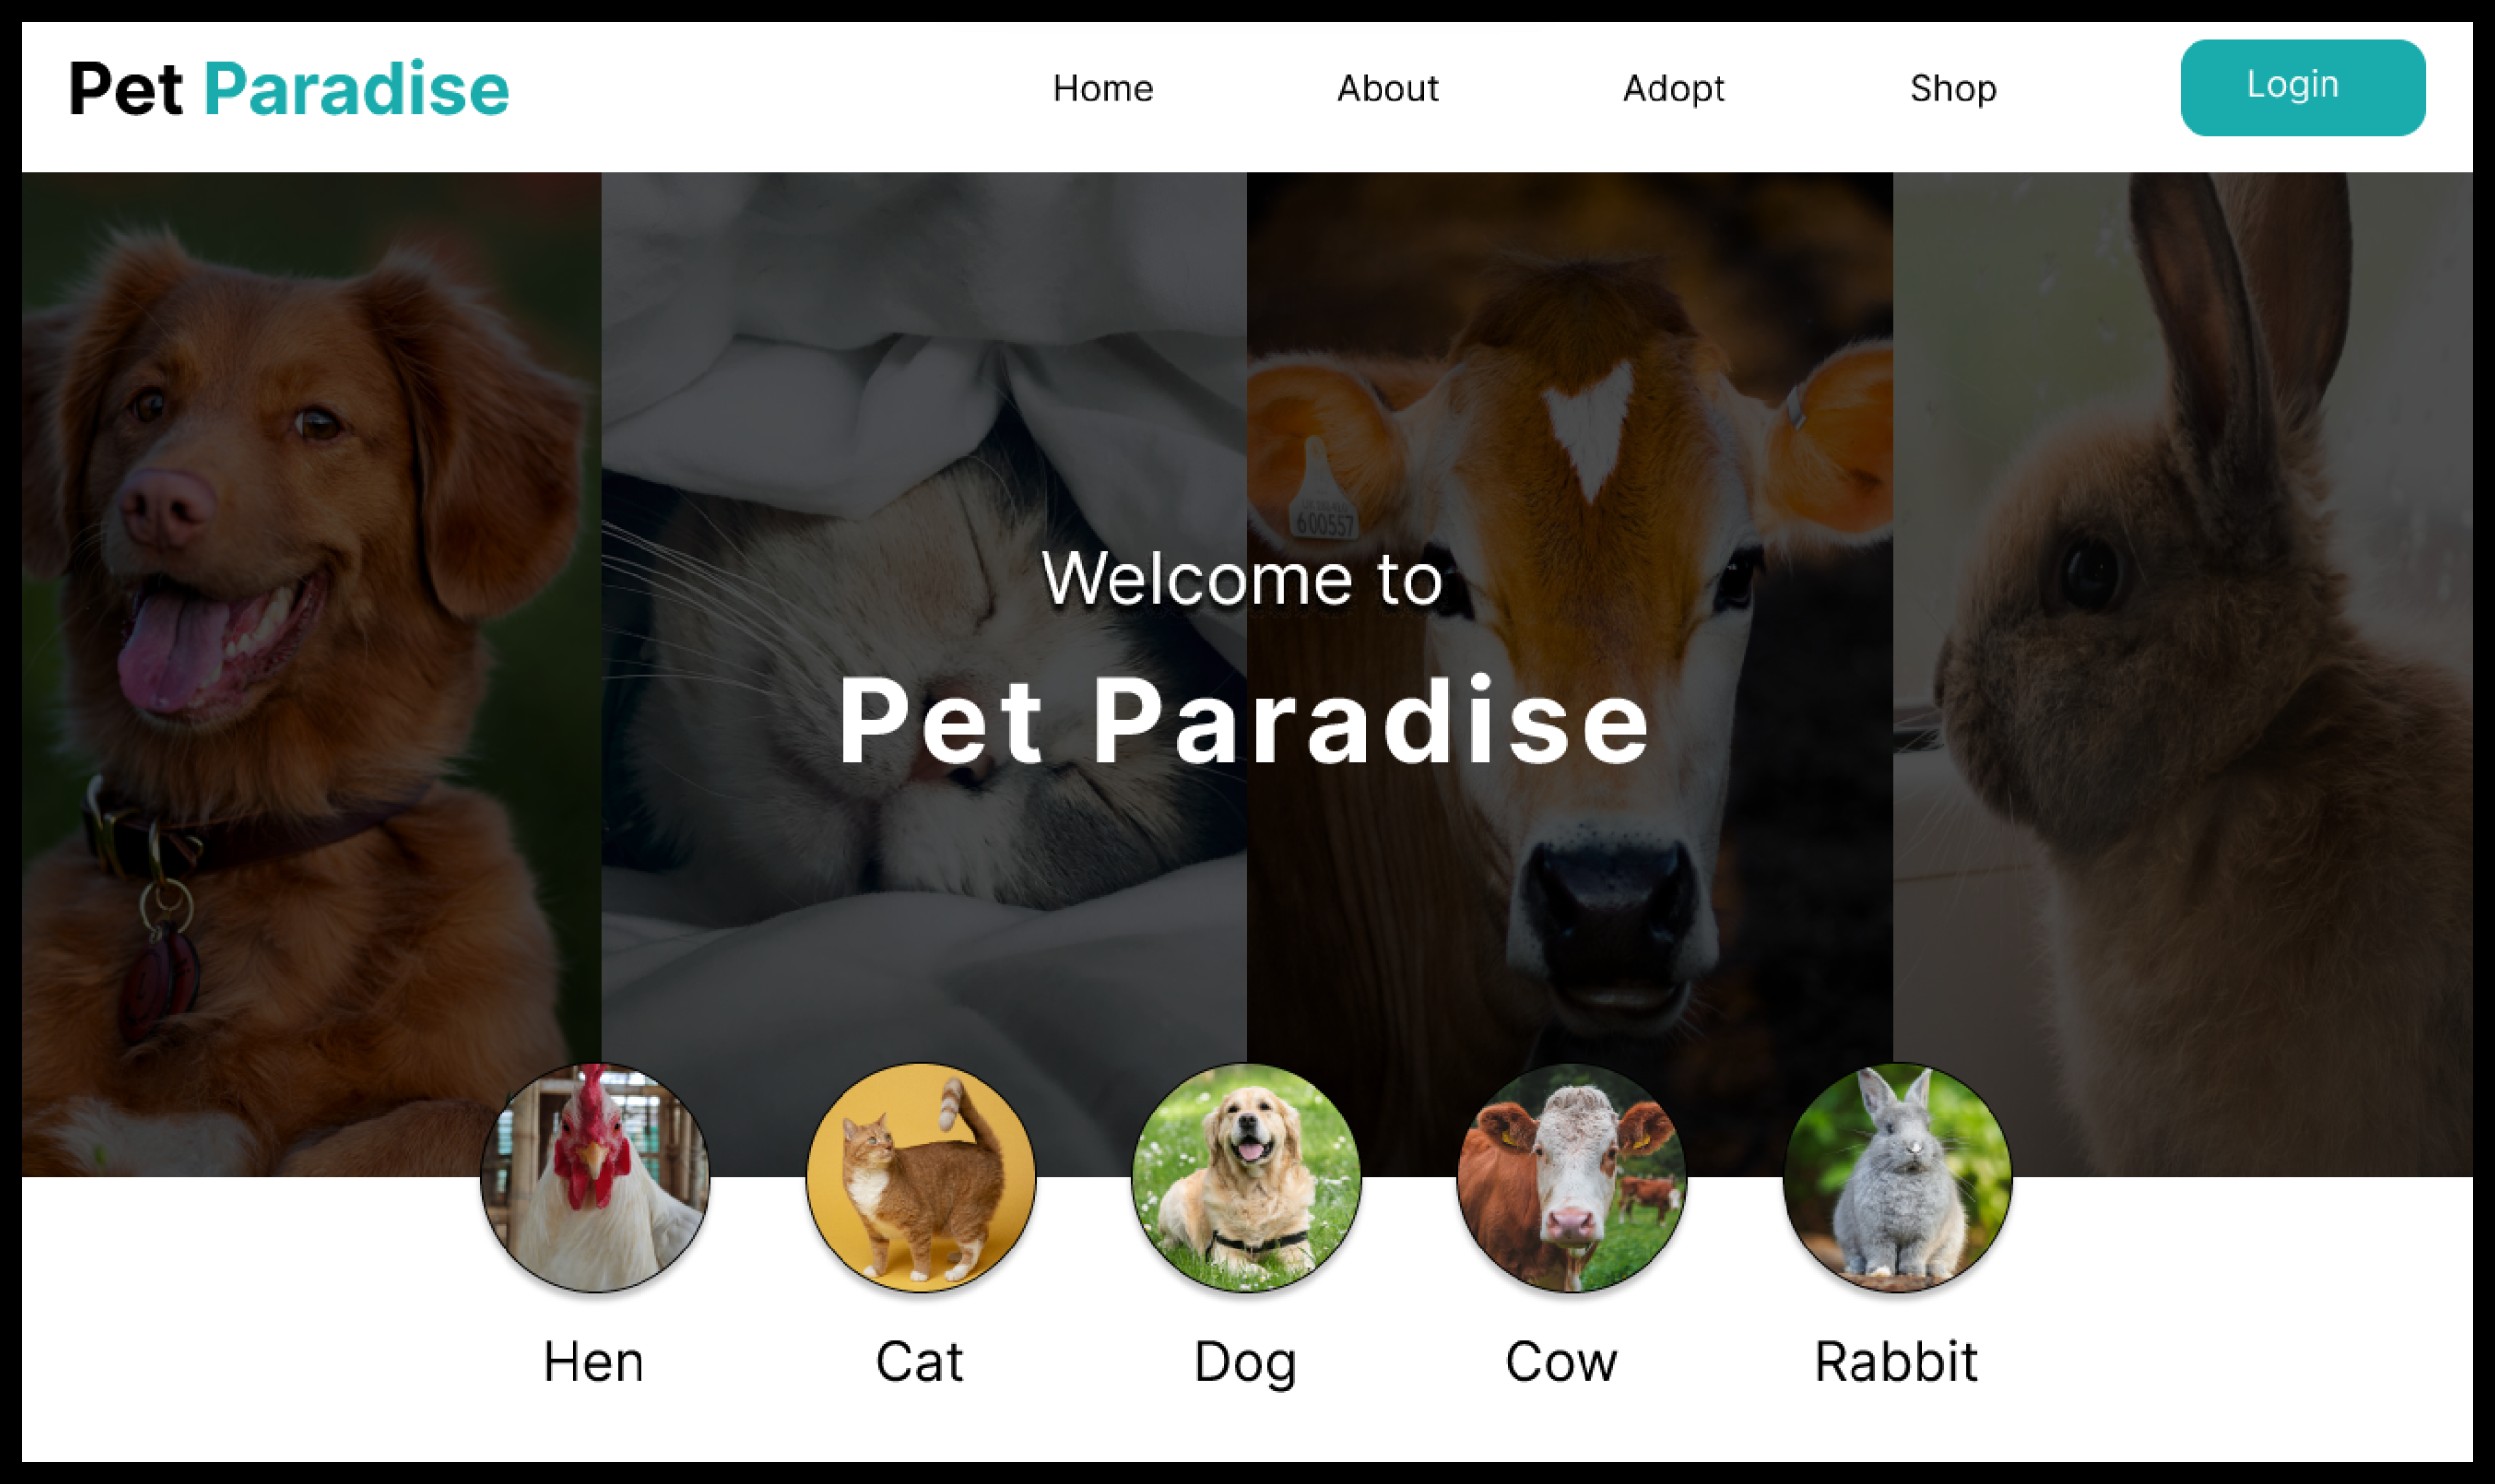 Pet Paradise
Home
About
Adopt
Shop
Login
600557
Welcome to
Pet Paradise
Hen
Cat
Dog
Cow
Rabbit